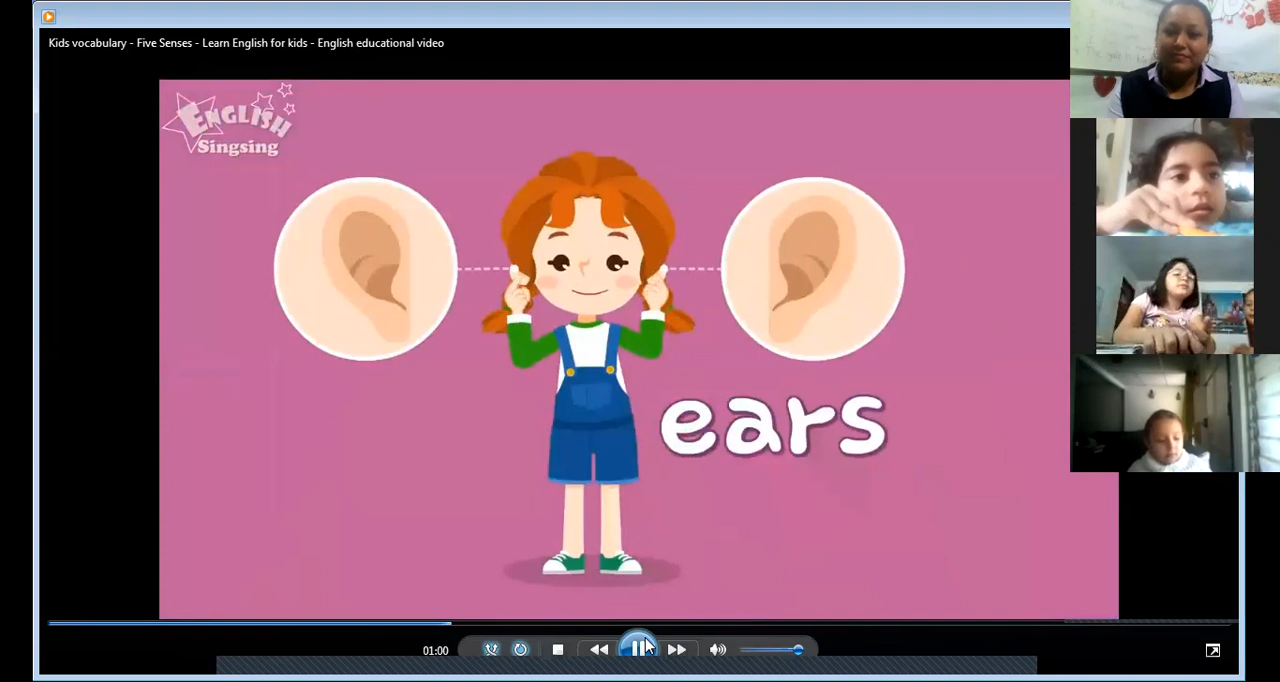 Kids vocabulary - Five Senses - Learn English for kids - English educational video
ENGLISH
Singsing
ears
01:00